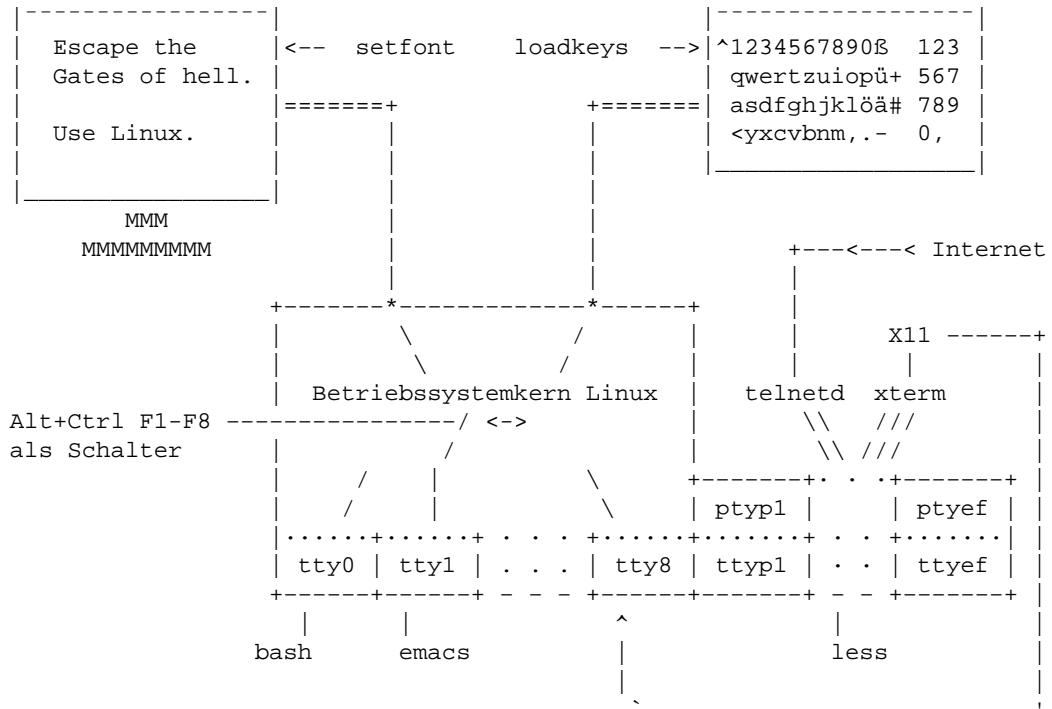 Escape the <-- setfont loadkeys --> ^1234567890ß 123
Gates of hell. qwertzuiopü+ 567
asdfghjklöä# 789
Use Linux. <yxcvbnm,.- 0,
MMM
MMMMMMMMM
+---<---< Internet
X11
Betriebssystemkern Linux telnetd xterm
Alt+Ctrl F1-F8 <->
als Schalter
ptyp1 ptyef
tty0 tty1 . . . tty8 ttyp1 · · ttyef
bash emacs less